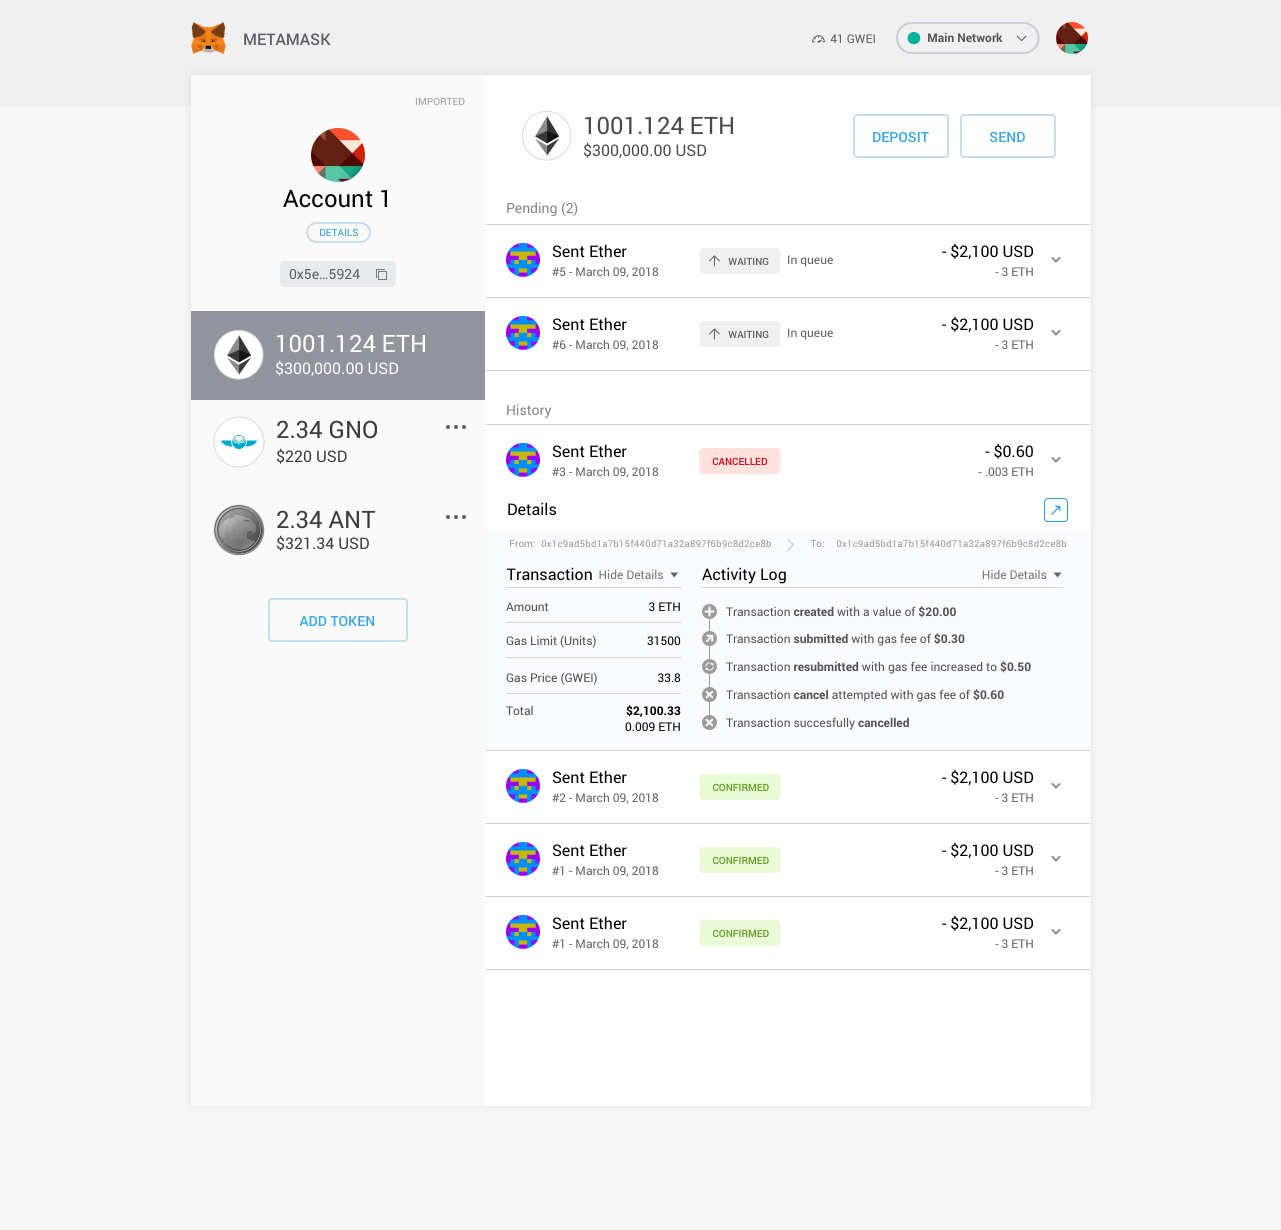 METAMASK
41 GWEI
Main Network
IMPORTED
Account 1
DETAILS
0x5e...5924
1001.124 ETH
$300,000.00 USD
2.34 GNO
$220 USD
2.34 ANT
$321.34 USD
ADD TOKEN
1001.124 ETH
$300,000.00 USD
DEPOSIT
SEND
Pending (2)
Sent Ether
#5 - March 09, 2018
WAITING
In queue
- $2,100 USD
- 3 ETH
Sent Ether
#6 - March 09, 2018
WAITING
In queue
- $2,100 USD
- 3 ETH
History
Sent Ether
#3 - March 09, 2018
CANCELLED
- $0.60
- .003 ETH
Details
From: 0x1c9ad5bd1a7b15f440d71a32a897f6b9c8d2ce8b
To: 0x1c9ad5bd1a7b15f440d71a32a897f6b9c8d2ce8b
Transaction Hide Details
Amount 3 ETH
Gas Limit (Units) 31500
Gas Price (GWEI) 33.8
Total $2,100.33
0.009 ETH
Activity Log Hide Details
Transaction created with a value of $20.00
Transaction submitted with gas fee of $0.30
Transaction resubmitted with gas fee increased to $0.50
Transaction cancel attempted with gas fee of $0.60
Transaction succesfully cancelled
Sent Ether
#2 - March 09, 2018
CONFIRMED
- $2,100 USD
- 3 ETH
Sent Ether
#1 - March 09, 2018
CONFIRMED
- $2,100 USD
- 3 ETH
Sent Ether
#1 - March 09, 2018
CONFIRMED
- $2,100 USD
- 3 ETH